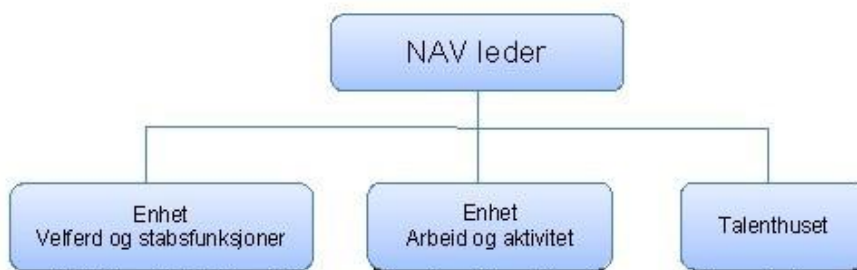 NAV leder
Enhet
Velferd og stabsfunksjoner
Enhet
Arbeid og aktivitet
Talenthuset